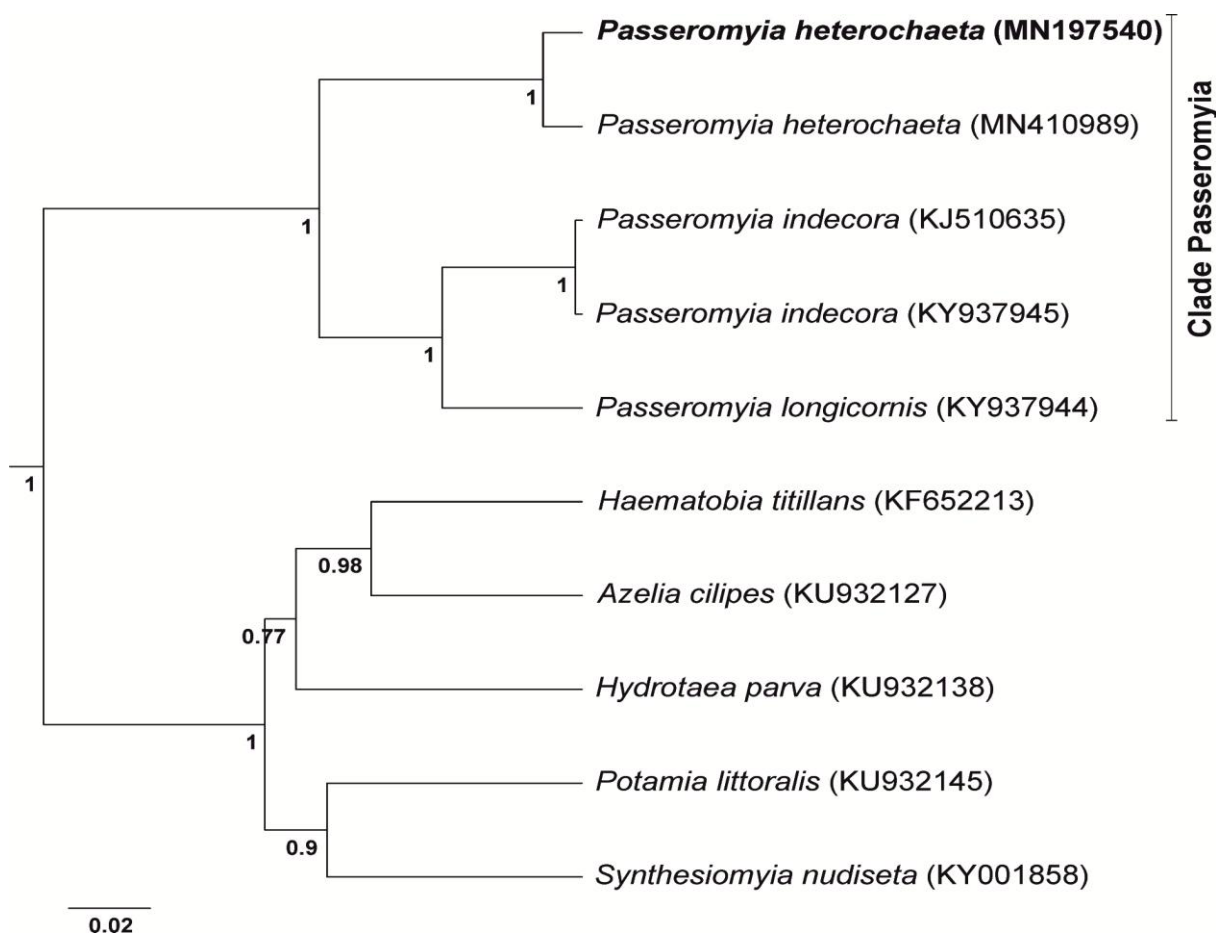 Passeromyia heterochaeta (MN197540)
1
Passeromyia heterochaeta (MN410989)
Passeromyia indecora (KJ510635)
1
1
Passeromyia indecora (KY937945)
1
Passeromyia longicornis (KY937944)
Clade Passeromyia
1
Haematobia titillans (KF652213)
0.98
Azelia cilipes (KU932127)
0.77
Hydrotaea parva (KU932138)
1
Potamia littoralis (KU932145)
0.9
Synthesiomyia nudiseta (KY001858)
0.02